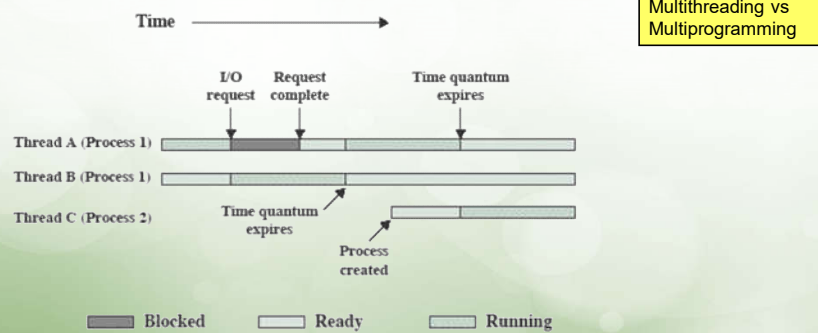 Multithreading vs
Multiprogramming
Time
I/O
request
Request
complete
Time quantum
expires
Thread A (Process 1)
Thread B (Process 1)
Thread C (Process 2)
Time quantum
expires
Process
created
Blocked
Ready
Running